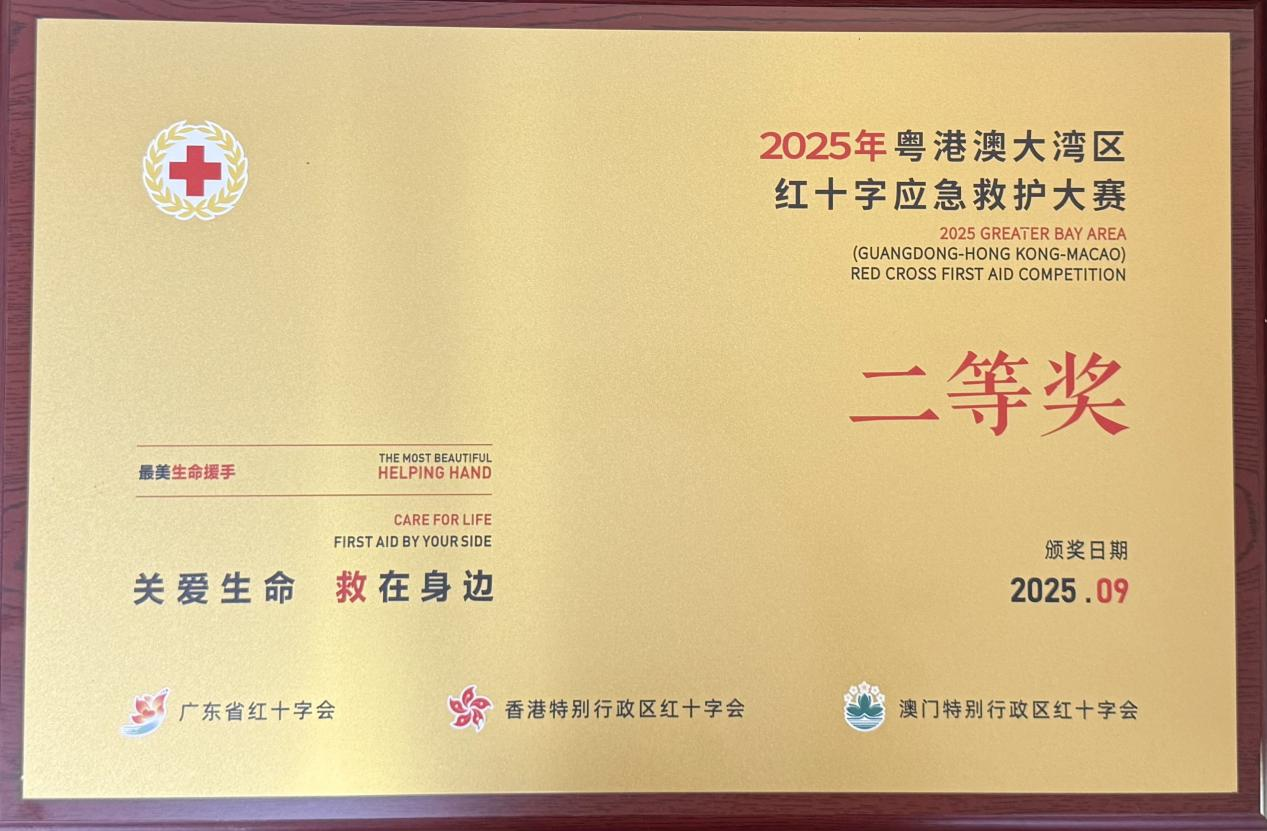 2025年粤港澳大湾区
红十字应急救护大赛
2025 GREATER BAY AREA
(GUANGDONG-HONG KONG-MACAO)
RED CROSS FIRST AID COMPETITION
二等奖
最美生命援手
THE MOST BEAUTIFUL
HELPING HAND
CARE FOR LIFE
FIRST AID BY YOUR SIDE
关爱生命 救在身边
颁奖日期
2025.09
广东省红十字会
香港特别行政区红十字会
澳门特别行政区红十字会